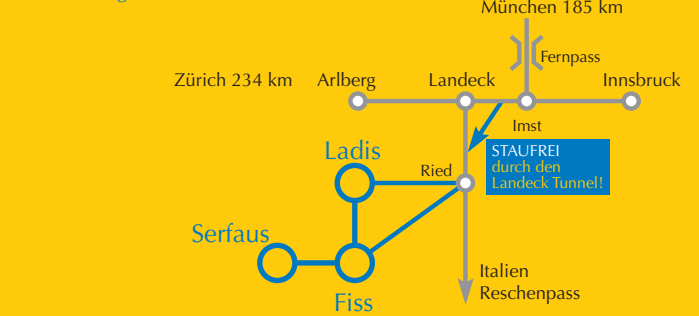 München 185 km
Fernpass
Zürich 234 km
Arlberg
Landeck
Innsbruck
Imst
STAUFREI
durch den
Landeck Tunnel!
Ladis
Ried
Serfaus
Italien
Reschenpass
Fiss